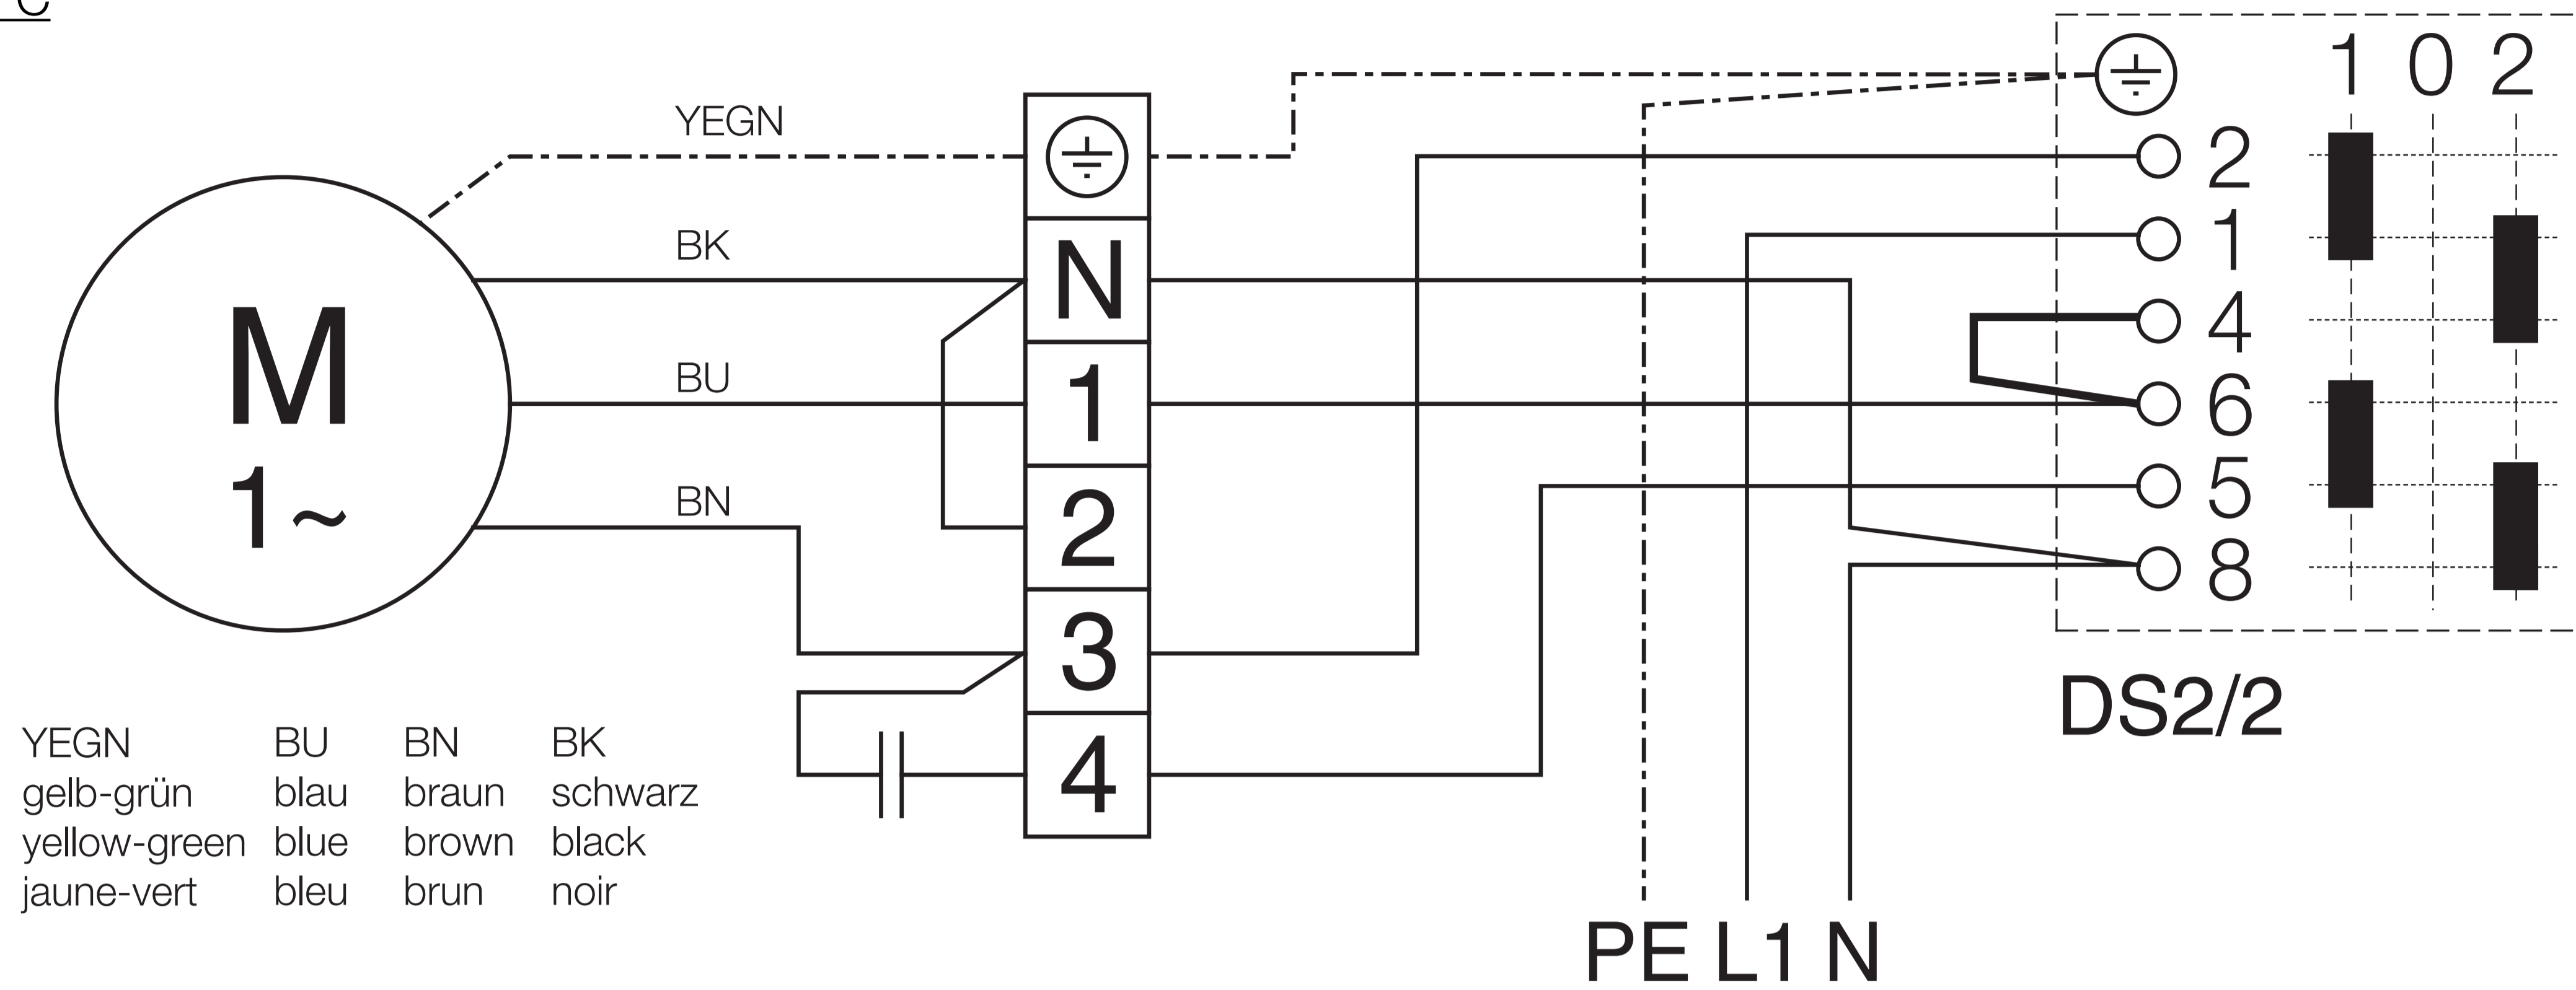 C
1 0 2
YEGN
BK
BU
BN
M
1~
N
1
2
3
4
2
1
4
6
5
8
DS2/2
YEGN BU BN BK
gelb-grün blau braun schwarz
yellow-green blue brown black
jaune-vert bleu brun noir
PE L1 N